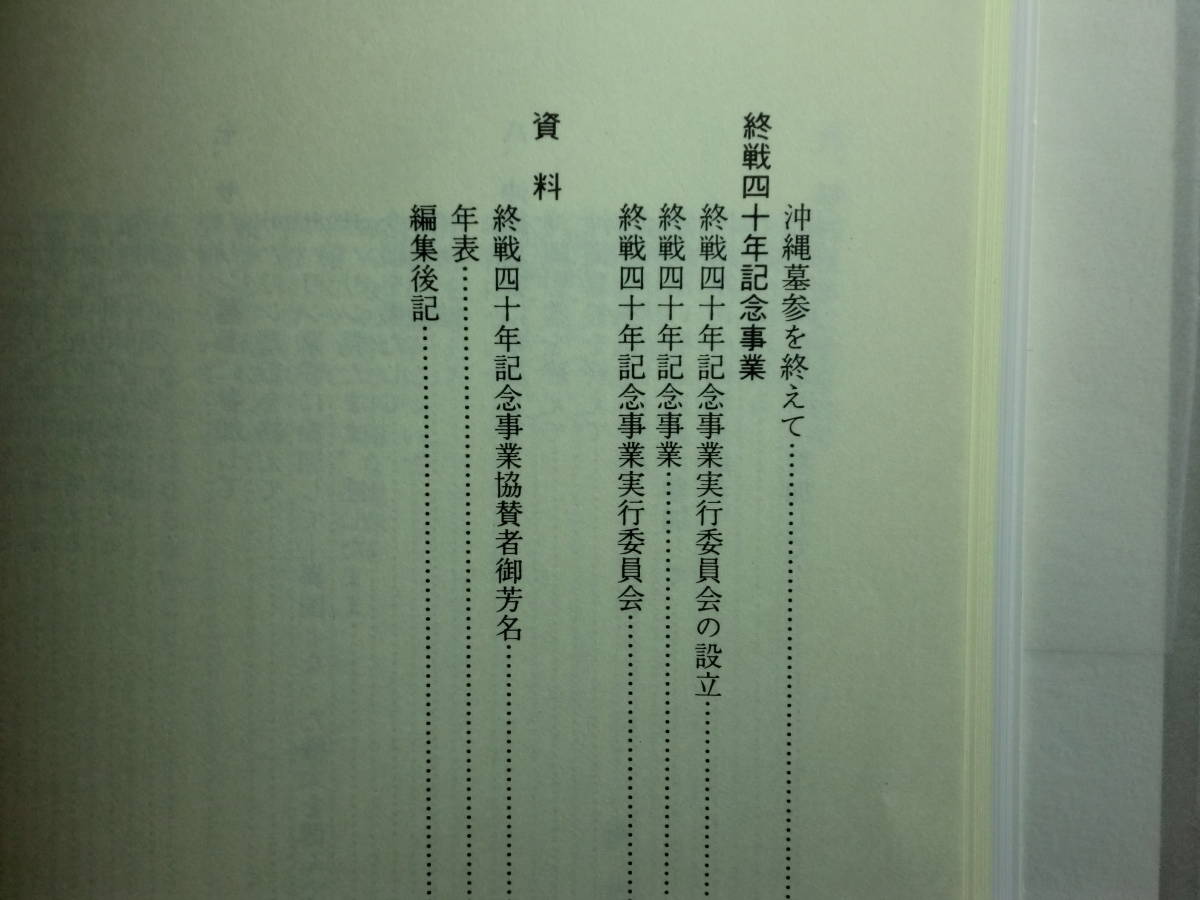 沖縄墓参を終えて……………………………
終戦四十年記念事業
終戦四十年記念事業実行委員会の設立……………
終戦四十年記念事業……………………………
終戦四十年記念事業実行委員会…………………
資料
終戦四十年記念事業協賛者御芳名………………
年表…………………………………………
編集後記……………………………………